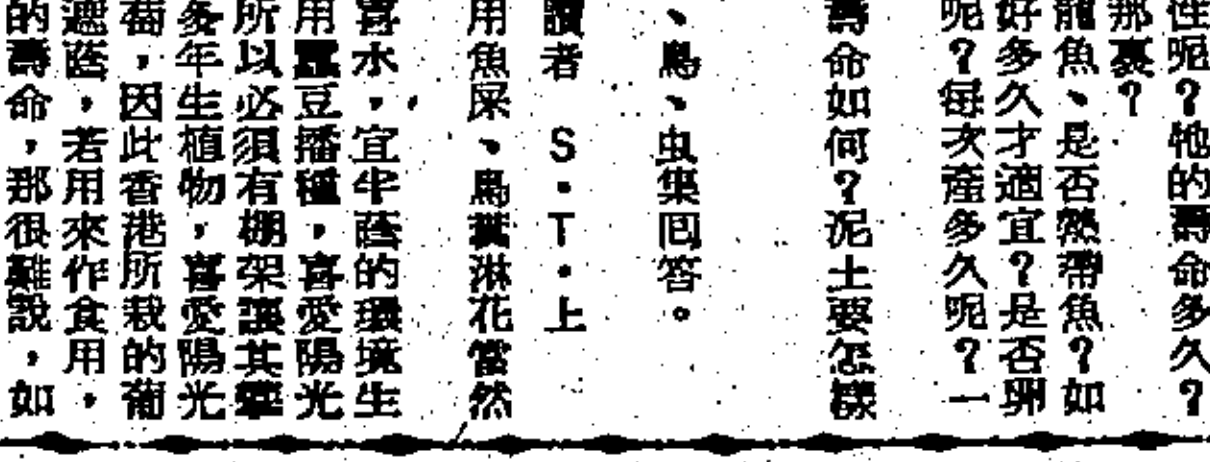 性呢？牠的壽命多久？
那裏？
龍魚、是否熱帶魚？如
好多久才適宜？是否卵
呢？每次產多久呢？一
壽命如何？泥土要怎樣
、鳥、虫集囘答。
讀者 S・T・上
用魚屎、鳥糞淋花當然
喜水，宜半蔭的環境生
用蠶豆播種，喜愛陽光
所以必須有棚架讓其攀
多年生植物，喜愛陽光
萄，因此香港所栽的葡
遮蔭，若用來作食用，
的壽命，那很難說，如